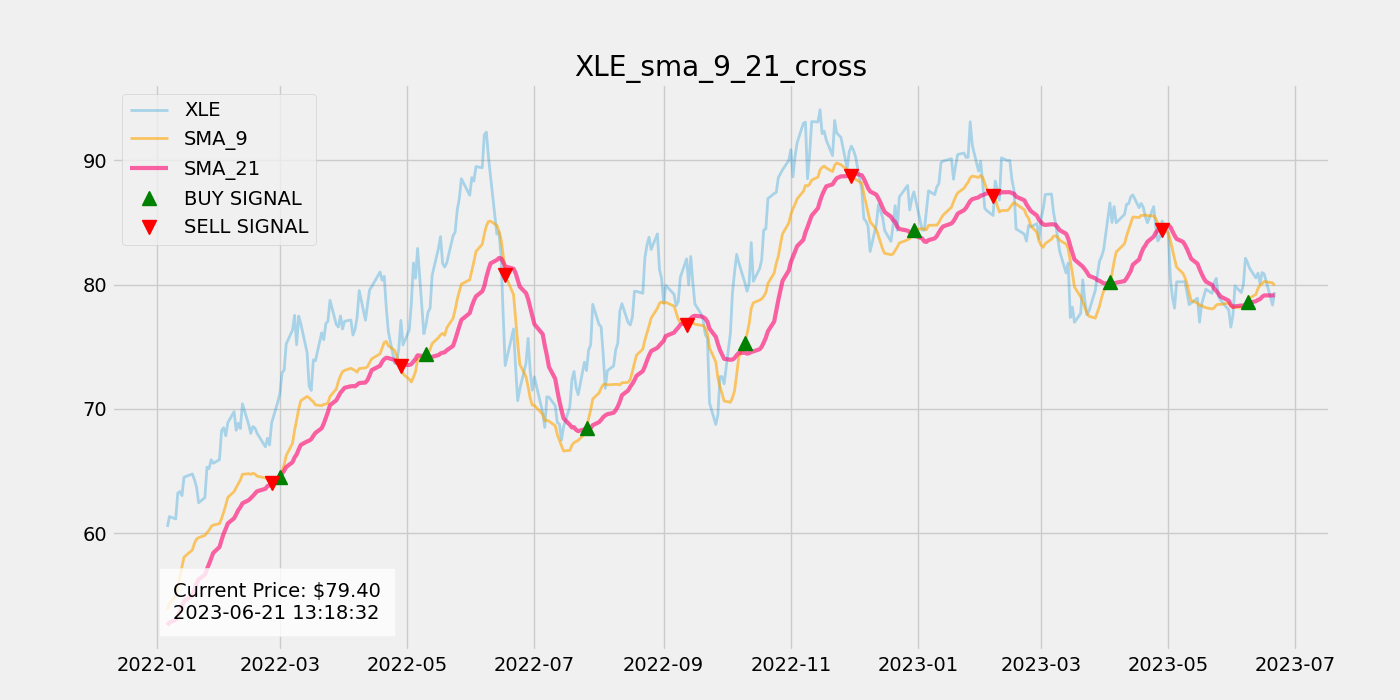 XLE_sma_9_21_cross
XLE
SMA_9
SMA_21
BUY SIGNAL
SELL SIGNAL
90
80
70
60
Current Price: $79.40
2023-06-21 13:18:32
2022-01 2022-03 2022-05 2022-07 2022-09 2022-11 2023-01 2023-03 2023-05 2023-07